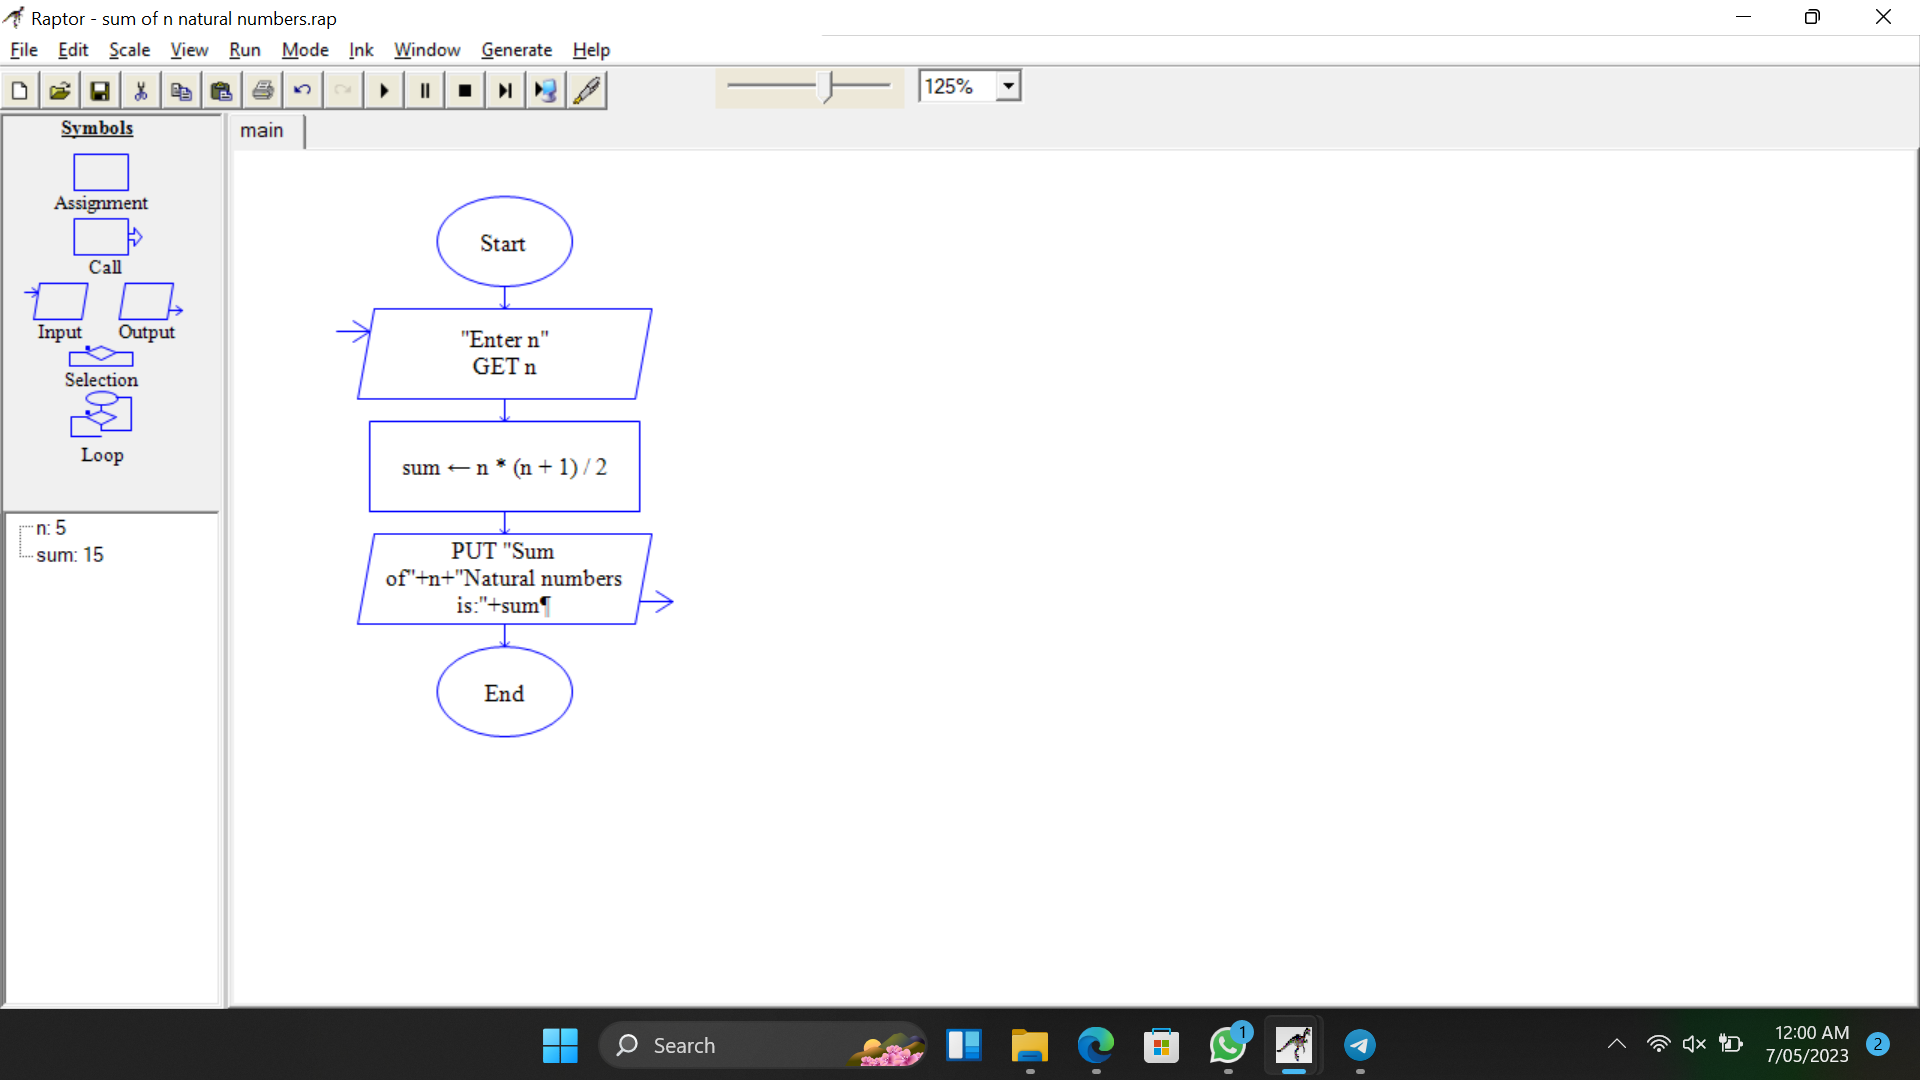 Raptor - sum of n natural numbers.rap
File Edit Scale View Run Mode Ink Window Generate Help
125%
Symbols
Assignment
Call
Input Output
Selection
Loop
n: 5
sum: 15
main
Start
"Enter n"
GET n
sum ← n * (n + 1) / 2
PUT "Sum
of"+n+"Natural numbers
is:"+sum¶
End
Search
1
12:00 AM
7/05/2023
2